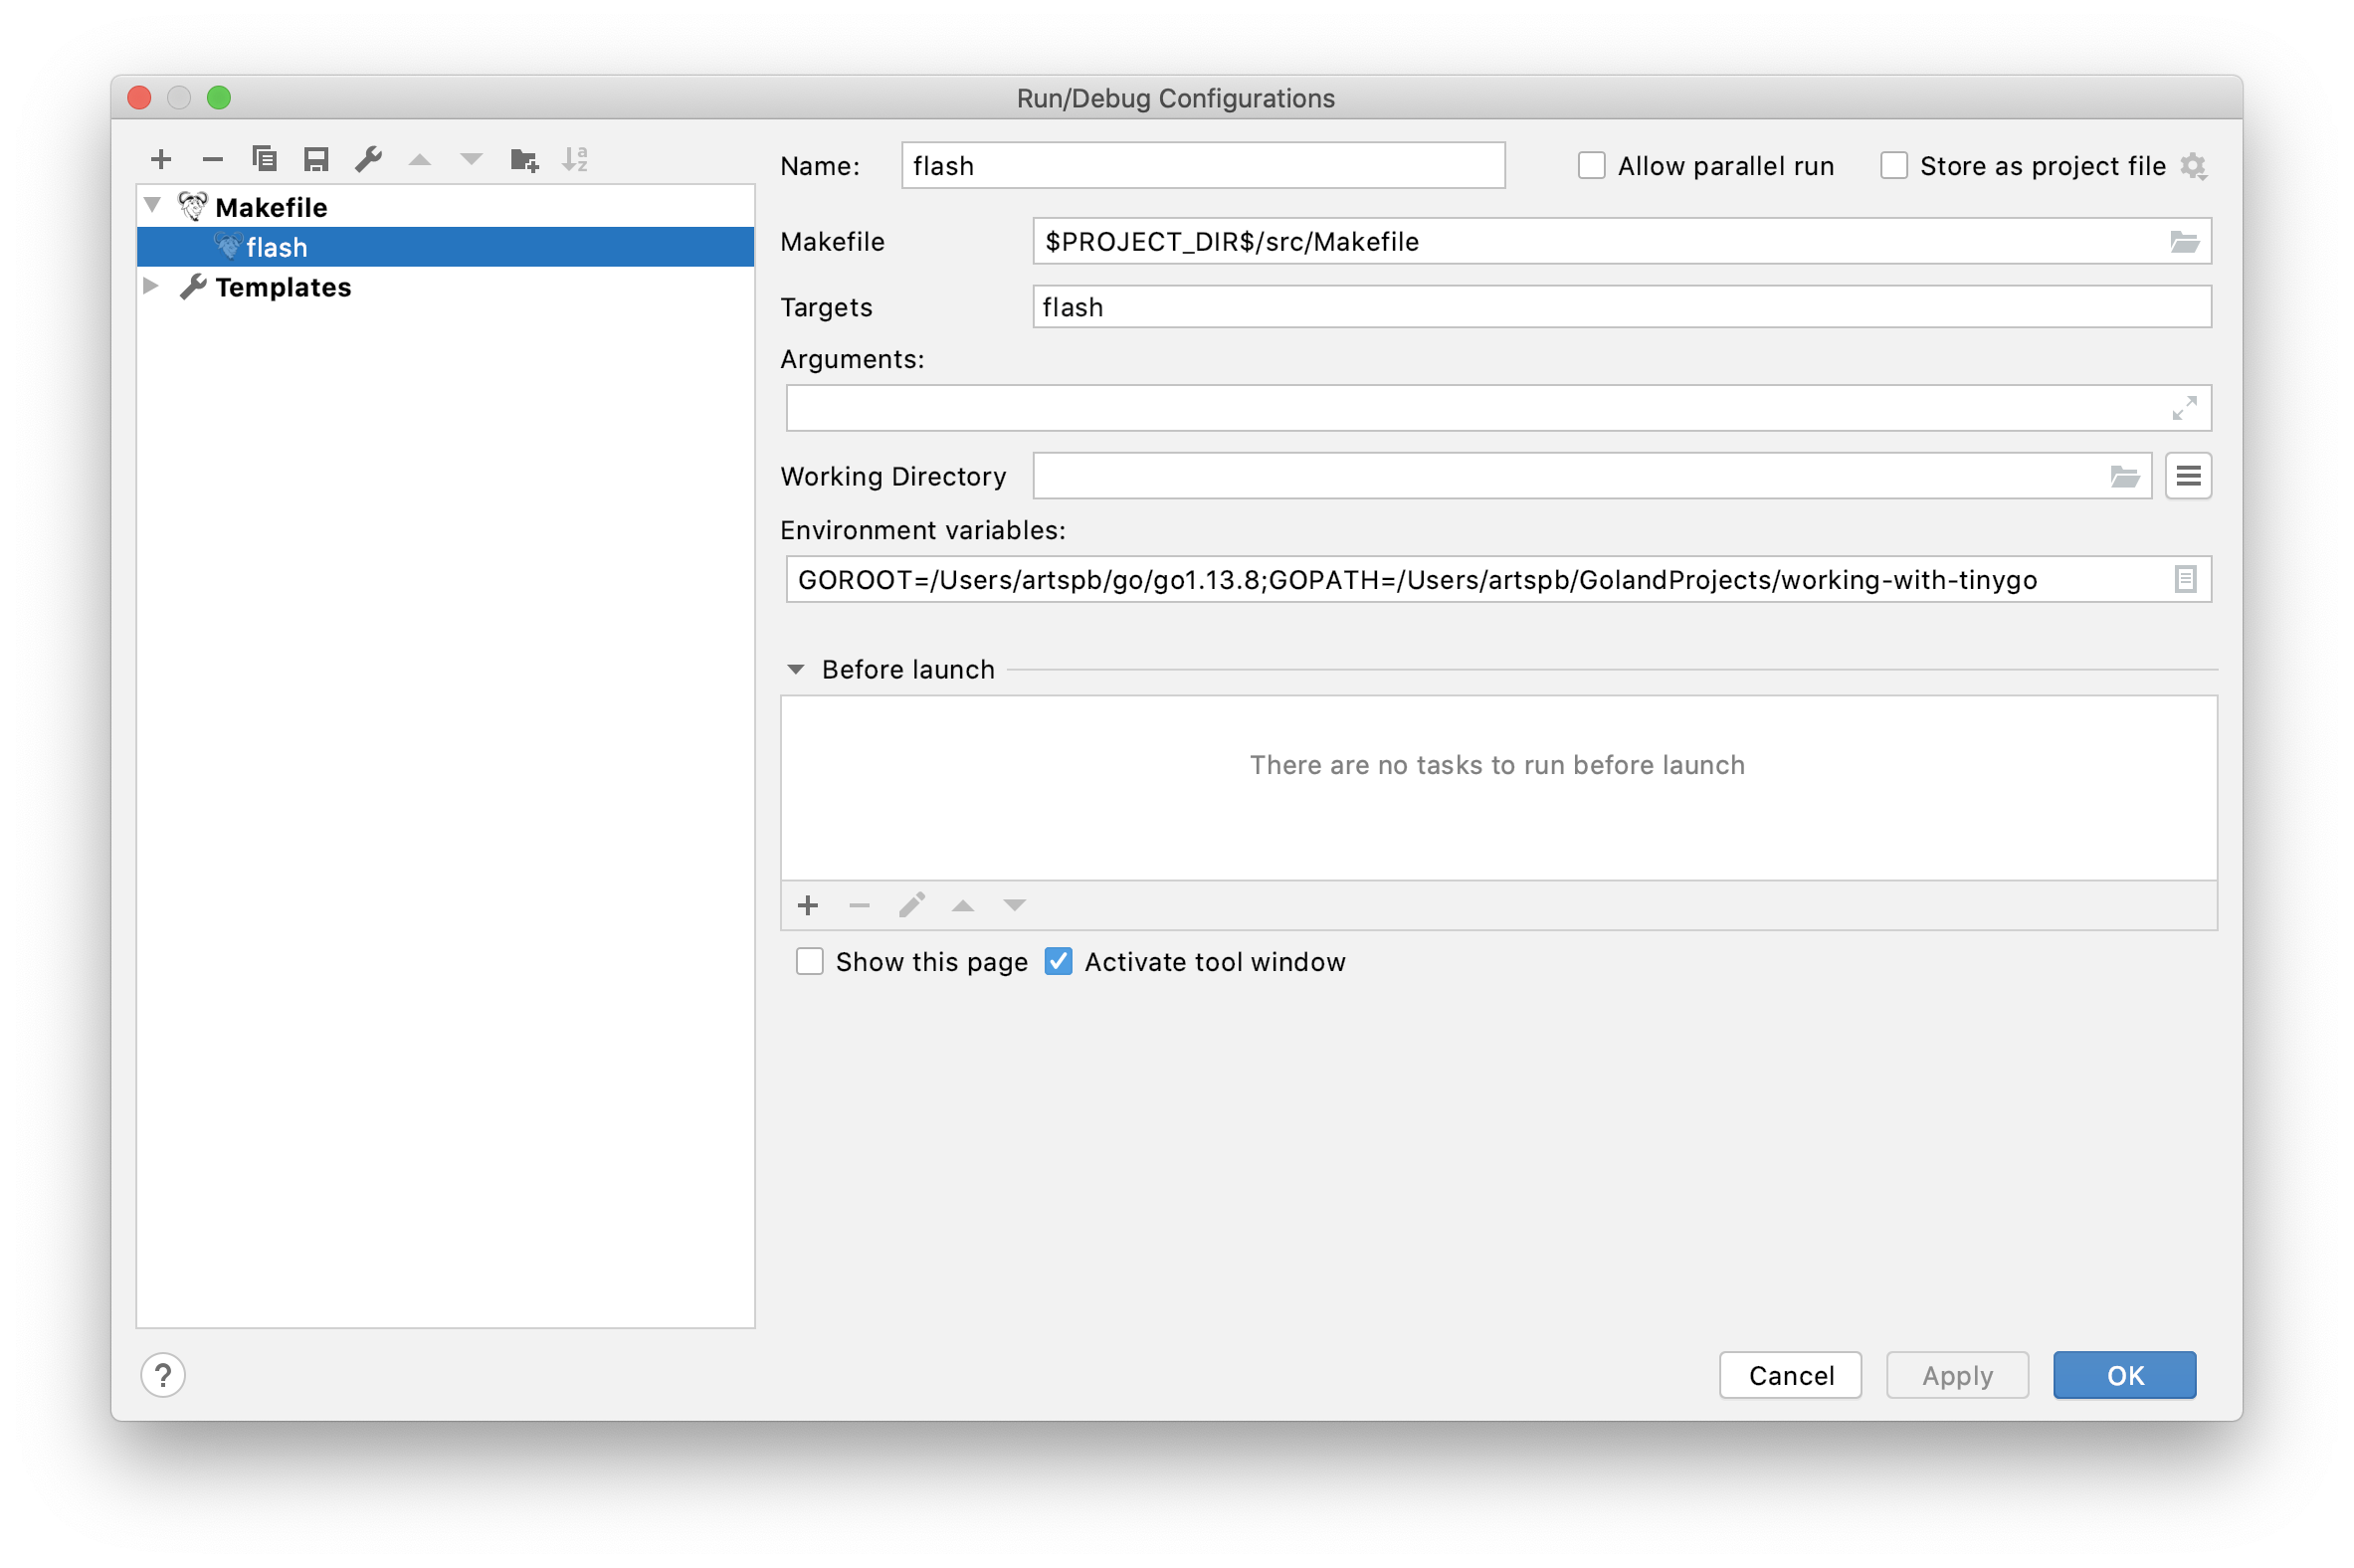 Run/Debug Configurations
Name: flash Allow parallel run Store as project file
Makefile
flash
Templates
Makefile $PROJECT_DIR$/src/Makefile
Targets flash
Arguments:
Working Directory
Environment variables:
GOROOT=/Users/artspb/go/go1.13.8;GOPATH=/Users/artspb/GolandProjects/working-with-tinygo
Before launch
There are no tasks to run before launch
Show this page Activate tool window
? Cancel Apply OK